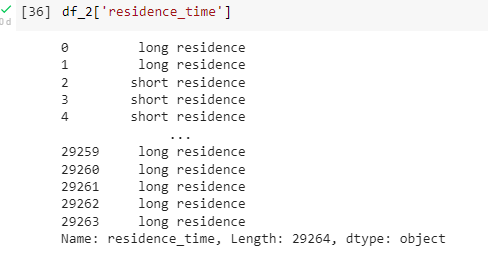 [36] df_2['residence_time']
0 d
0 long residence
1 long residence
2 short residence
3 short residence
4 short residence
...
29259 long residence
29260 long residence
29261 long residence
29262 long residence
29263 long residence
Name: residence_time, Length: 29264, dtype: object